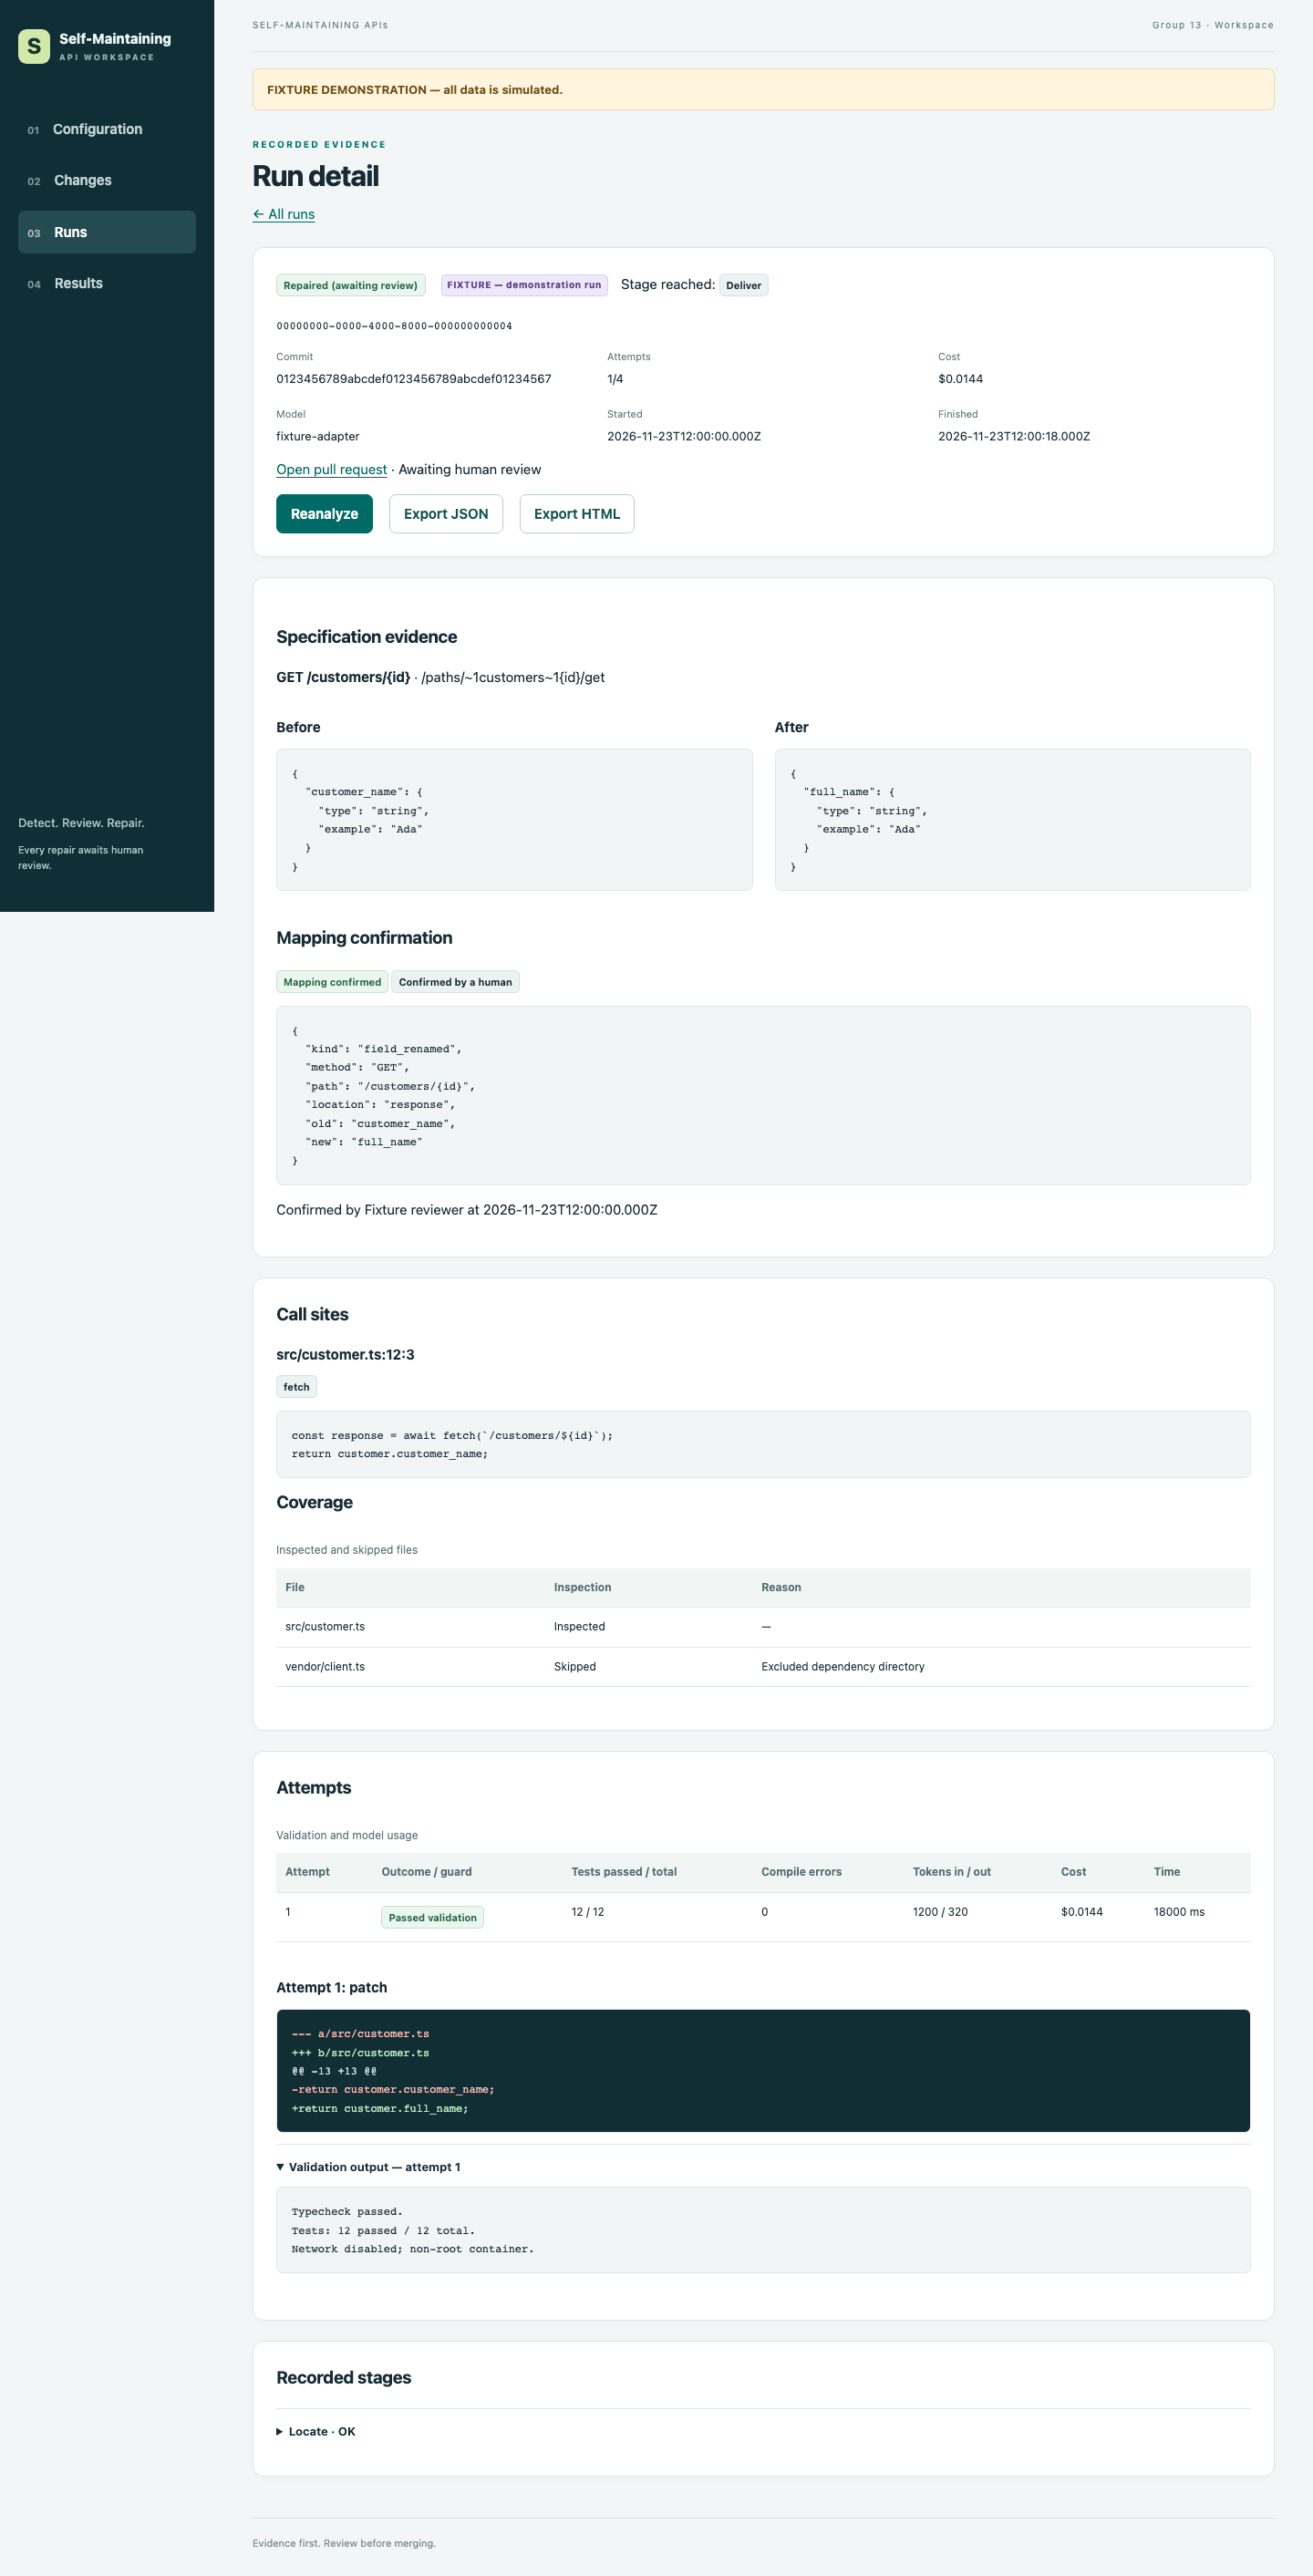 S
Self-Maintaining
API WORKSPACE
01 Configuration
02 Changes
03 Runs
04 Results
Detect. Review. Repair.
Every repair awaits human
review.
SELF-MAINTAINING APIs
Group 13 · Workspace
FIXTURE DEMONSTRATION — all data is simulated.
RECORDED EVIDENCE
Run detail
← All runs
Repaired (awaiting review) FIXTURE — demonstration run Stage reached: Deliver
00000000-0000-4000-8000-000000000004
Commit Attempts Cost
0123456789abcdef0123456789abcdef01234567 1/4 $0.0144
Model Started Finished
fixture-adapter 2026-11-23T12:00:00.000Z 2026-11-23T12:00:18.000Z
Open pull request · Awaiting human review
Reanalyze Export JSON Export HTML
Specification evidence
GET /customers/{id} · /paths/~1customers~1{id}/get
Before
{
  "customer_name": {
    "type": "string",
    "example": "Ada"
  }
}
After
{
  "full_name": {
    "type": "string",
    "example": "Ada"
  }
}
Mapping confirmation
Mapping confirmed Confirmed by a human
{
  "kind": "field_renamed",
  "method": "GET",
  "path": "/customers/{id}",
  "location": "response",
  "old": "customer_name",
  "new": "full_name"
}
Confirmed by Fixture reviewer at 2026-11-23T12:00:00.000Z
Call sites
src/customer.ts:12:3
fetch
const response = await fetch(`/customers/${id}`);
return customer.customer_name;
Coverage
Inspected and skipped files
File Inspection Reason
src/customer.ts Inspected —
vendor/client.ts Skipped Excluded dependency directory
Attempts
Validation and model usage
Attempt Outcome / guard Tests passed / total Compile errors Tokens in / out Cost Time
1 Passed validation 12 / 12 0 1200 / 320 $0.0144 18000 ms
Attempt 1: patch
--- a/src/customer.ts
+++ b/src/customer.ts
@@ -13 +13 @@
-return customer.customer_name;
+return customer.full_name;
▼ Validation output — attempt 1
Typecheck passed.
Tests: 12 passed / 12 total.
Network disabled; non-root container.
Recorded stages
▶ Locate · OK
Evidence first. Review before merging.